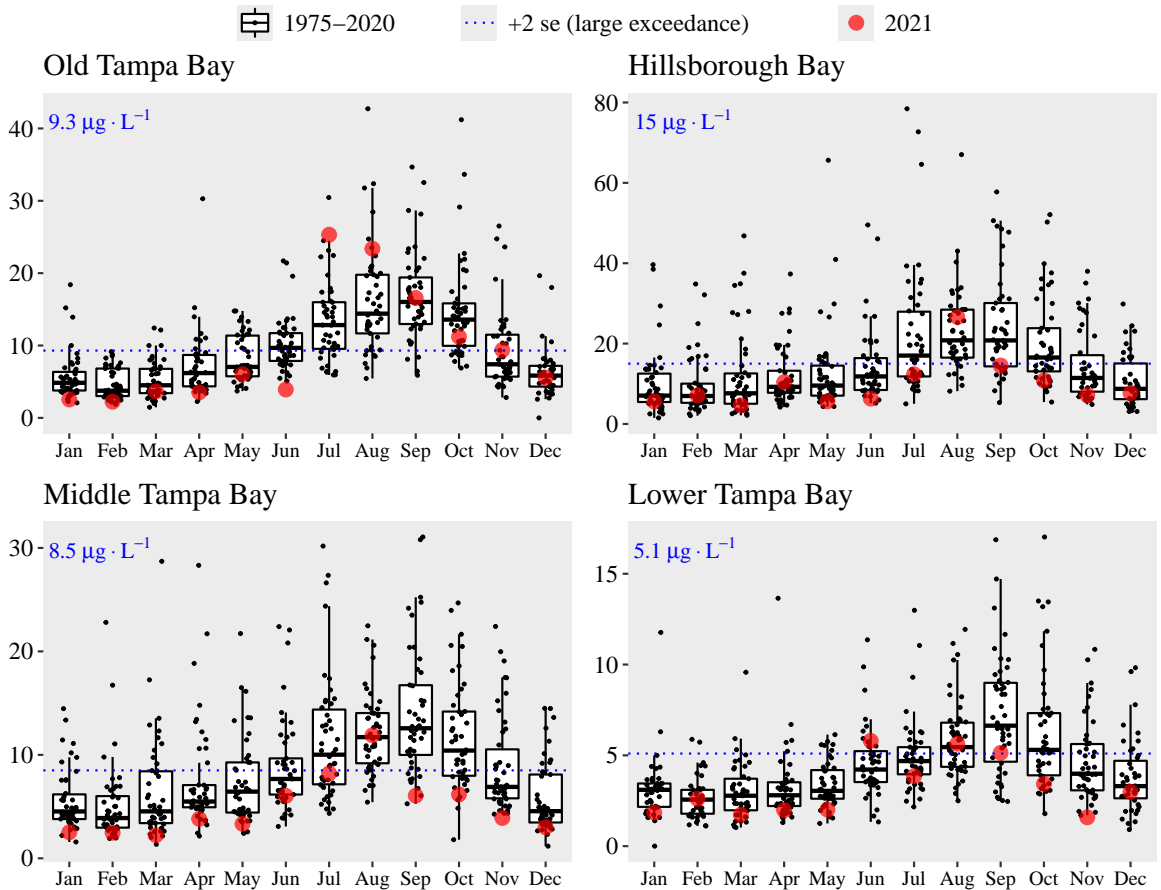 1975–2020 +2 se (large exceedance) 2021
Old Tampa Bay
9.3 μg · L⁻¹
40
30
20
10
0
Jan Feb Mar Apr May Jun Jul Aug Sep Oct Nov Dec
Hillsborough Bay
15 μg · L⁻¹
80
60
40
20
0
Jan Feb Mar Apr May Jun Jul Aug Sep Oct Nov Dec
Middle Tampa Bay
8.5 μg · L⁻¹
30
20
10
0
Jan Feb Mar Apr May Jun Jul Aug Sep Oct Nov Dec
Lower Tampa Bay
5.1 μg · L⁻¹
15
10
5
0
Jan Feb Mar Apr May Jun Jul Aug Sep Oct Nov Dec